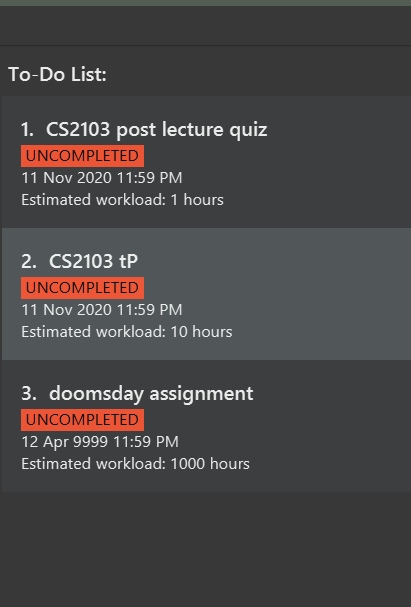 To-Do List:
1. CS2103 post lecture quiz
UNCOMPLETED
11 Nov 2020 11:59 PM
Estimated workload: 1 hours
2. CS2103 tP
UNCOMPLETED
11 Nov 2020 11:59 PM
Estimated workload: 10 hours
3. doomsday assignment
UNCOMPLETED
12 Apr 9999 11:59 PM
Estimated workload: 1000 hours